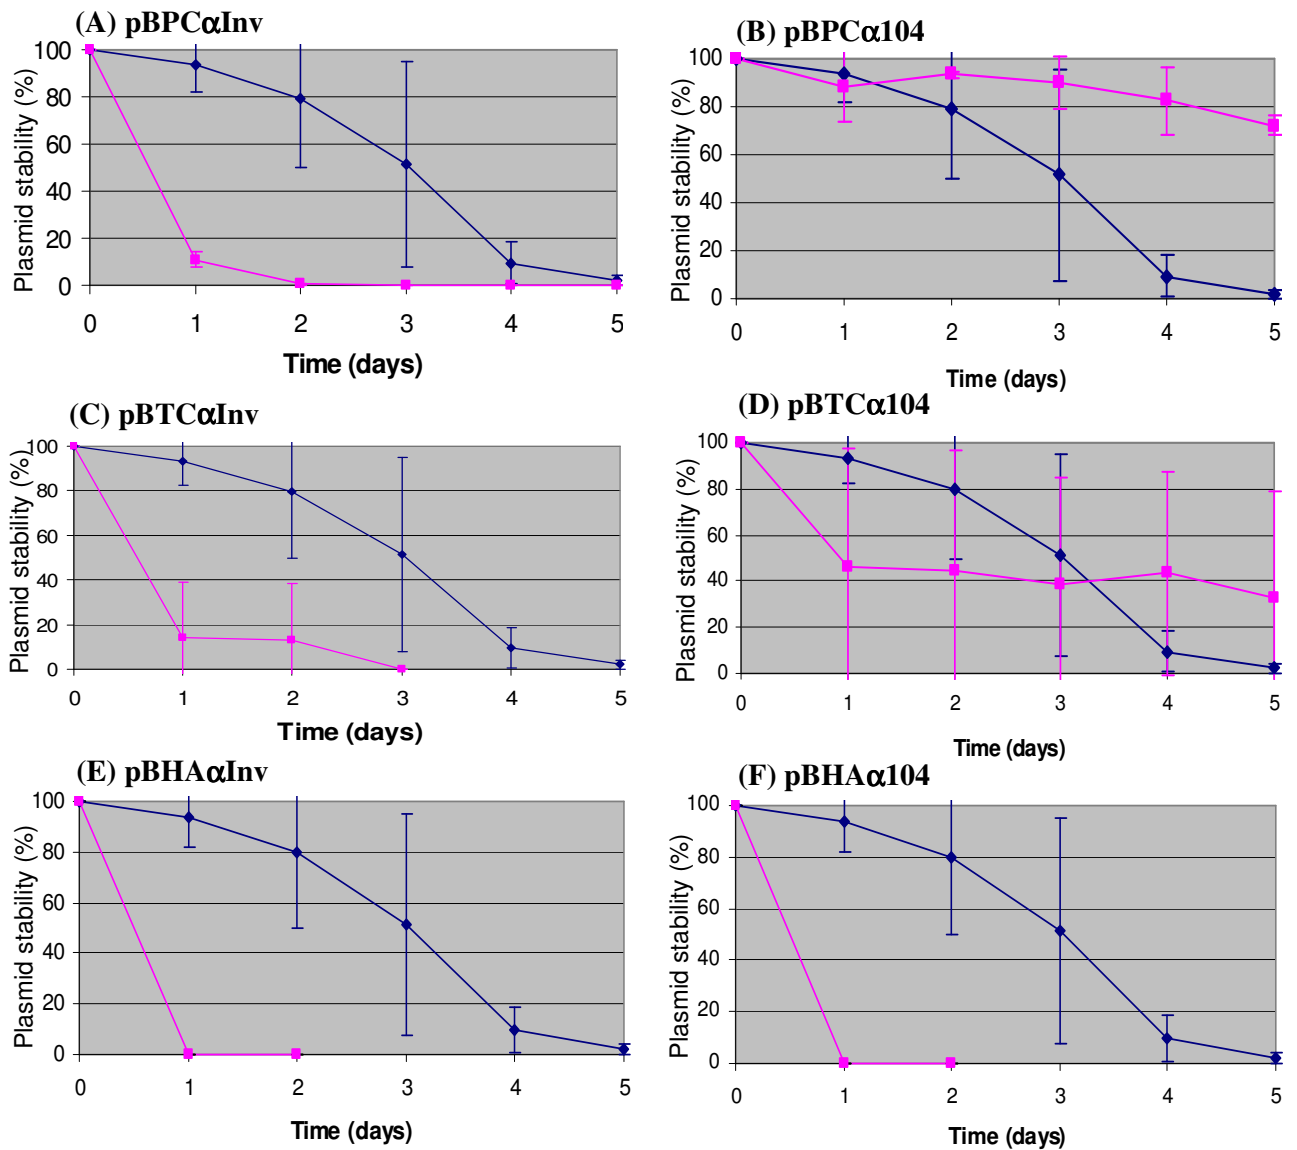 (A) pBPCαInv
Plasmid stability (%)
100
80
60
40
20
0
0 1 2 3 4 5
Time (days)
(B) pBPCα104
Plasmid stability (%)
100
80
60
40
20
0
0 1 2 3 4 5
Time (days)
(C) pBTCαInv
Plasmid stability (%)
100
80
60
40
20
0
0 1 2 3 4 5
Time (days)
(D) pBTCα104
Plasmid stability (%)
100
80
60
40
20
0
0 1 2 3 4 5
Time (days)
(E) pBHAαInv
Plasmid stability (%)
100
80
60
40
20
0
0 1 2 3 4 5
Time (days)
(F) pBHAα104
Plasmid stability (%)
100
80
60
40
20
0
0 1 2 3 4 5
Time (days)